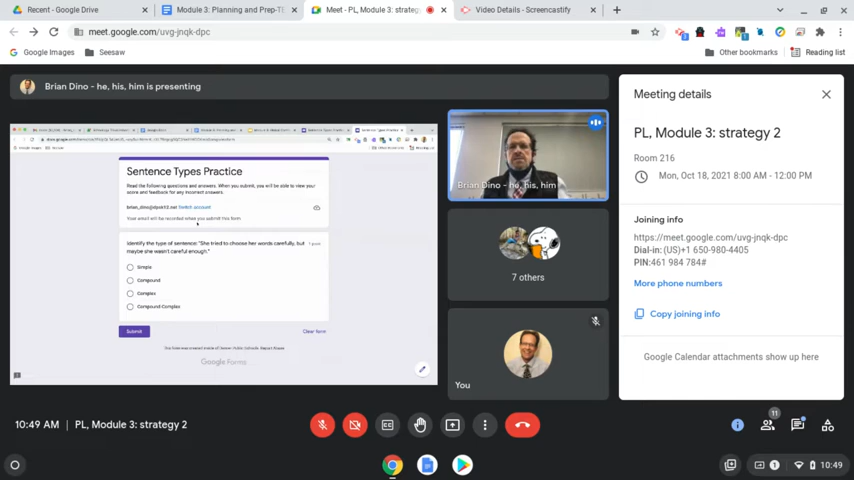 Recent - Google Drive
Module 3: Planning and Prep-TE
Meet - PL, Module 3: strategy
Video Details - Screencastify
meet.google.com/uvg-jnqk-dpc
Google Images
Seesaw
Other bookmarks
Reading list
Brian Dino - he, his, him is presenting
Sentence Types Practice
Read the following questions and answers. When you submit, you will be able to view your
score and feedback for any incorrect answers.
Switch account
Your email will be recorded when you submit this form
Identify the type of sentence: "She tried to choose her words carefully, but
maybe she wasn't careful enough."
1 point
Simple
Compound
Complex
Compound-Complex
Submit
Clear form
Google Forms
Brian Dino - he, his, him
7 others
You
Meeting details
PL, Module 3: strategy 2
Room 216
Mon, Oct 18, 2021 8:00 AM - 12:00 PM
Joining info
https://meet.google.com/uvg-jnqk-dpc
Dial-in: (US)+1 650-980-4405
PIN:461 984 784#
More phone numbers
Copy joining info
Google Calendar attachments show up here
10:49 AM | PL, Module 3: strategy 2
11
1
10:49